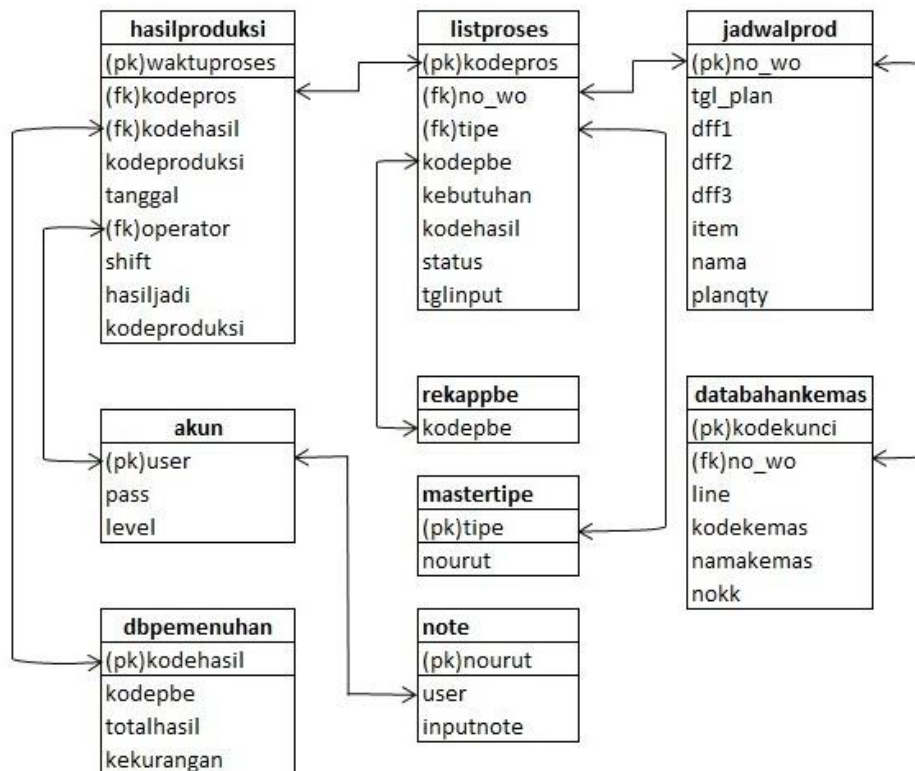 hasilproduksi
(pk)waktuproses
(fk)kodepros
(fk)kodehasil
kodeproduksi
tanggal
(fk)operator
shift
hasiljadi
kodeproduksi
listproses
(pk)kodepros
(fk)no_wo
(fk)tipe
kodepbe
kebutuhan
kodehasil
status
tglinput
jadwalprod
(pk)no_wo
tgl_plan
dff1
dff2
dff3
item
nama
planqty
akun
(pk)user
pass
level
rekappbe
kodepbe
mastertipe
(pk)tipe
nourut
databahankemas
(pk)kodekunci
(fk)no_wo
line
kodekemas
namakemas
nokk
dbpemenuhan
(pk)kodehasil
kodepbe
totalhasil
kekurangan
note
(pk)nourut
user
inputnote